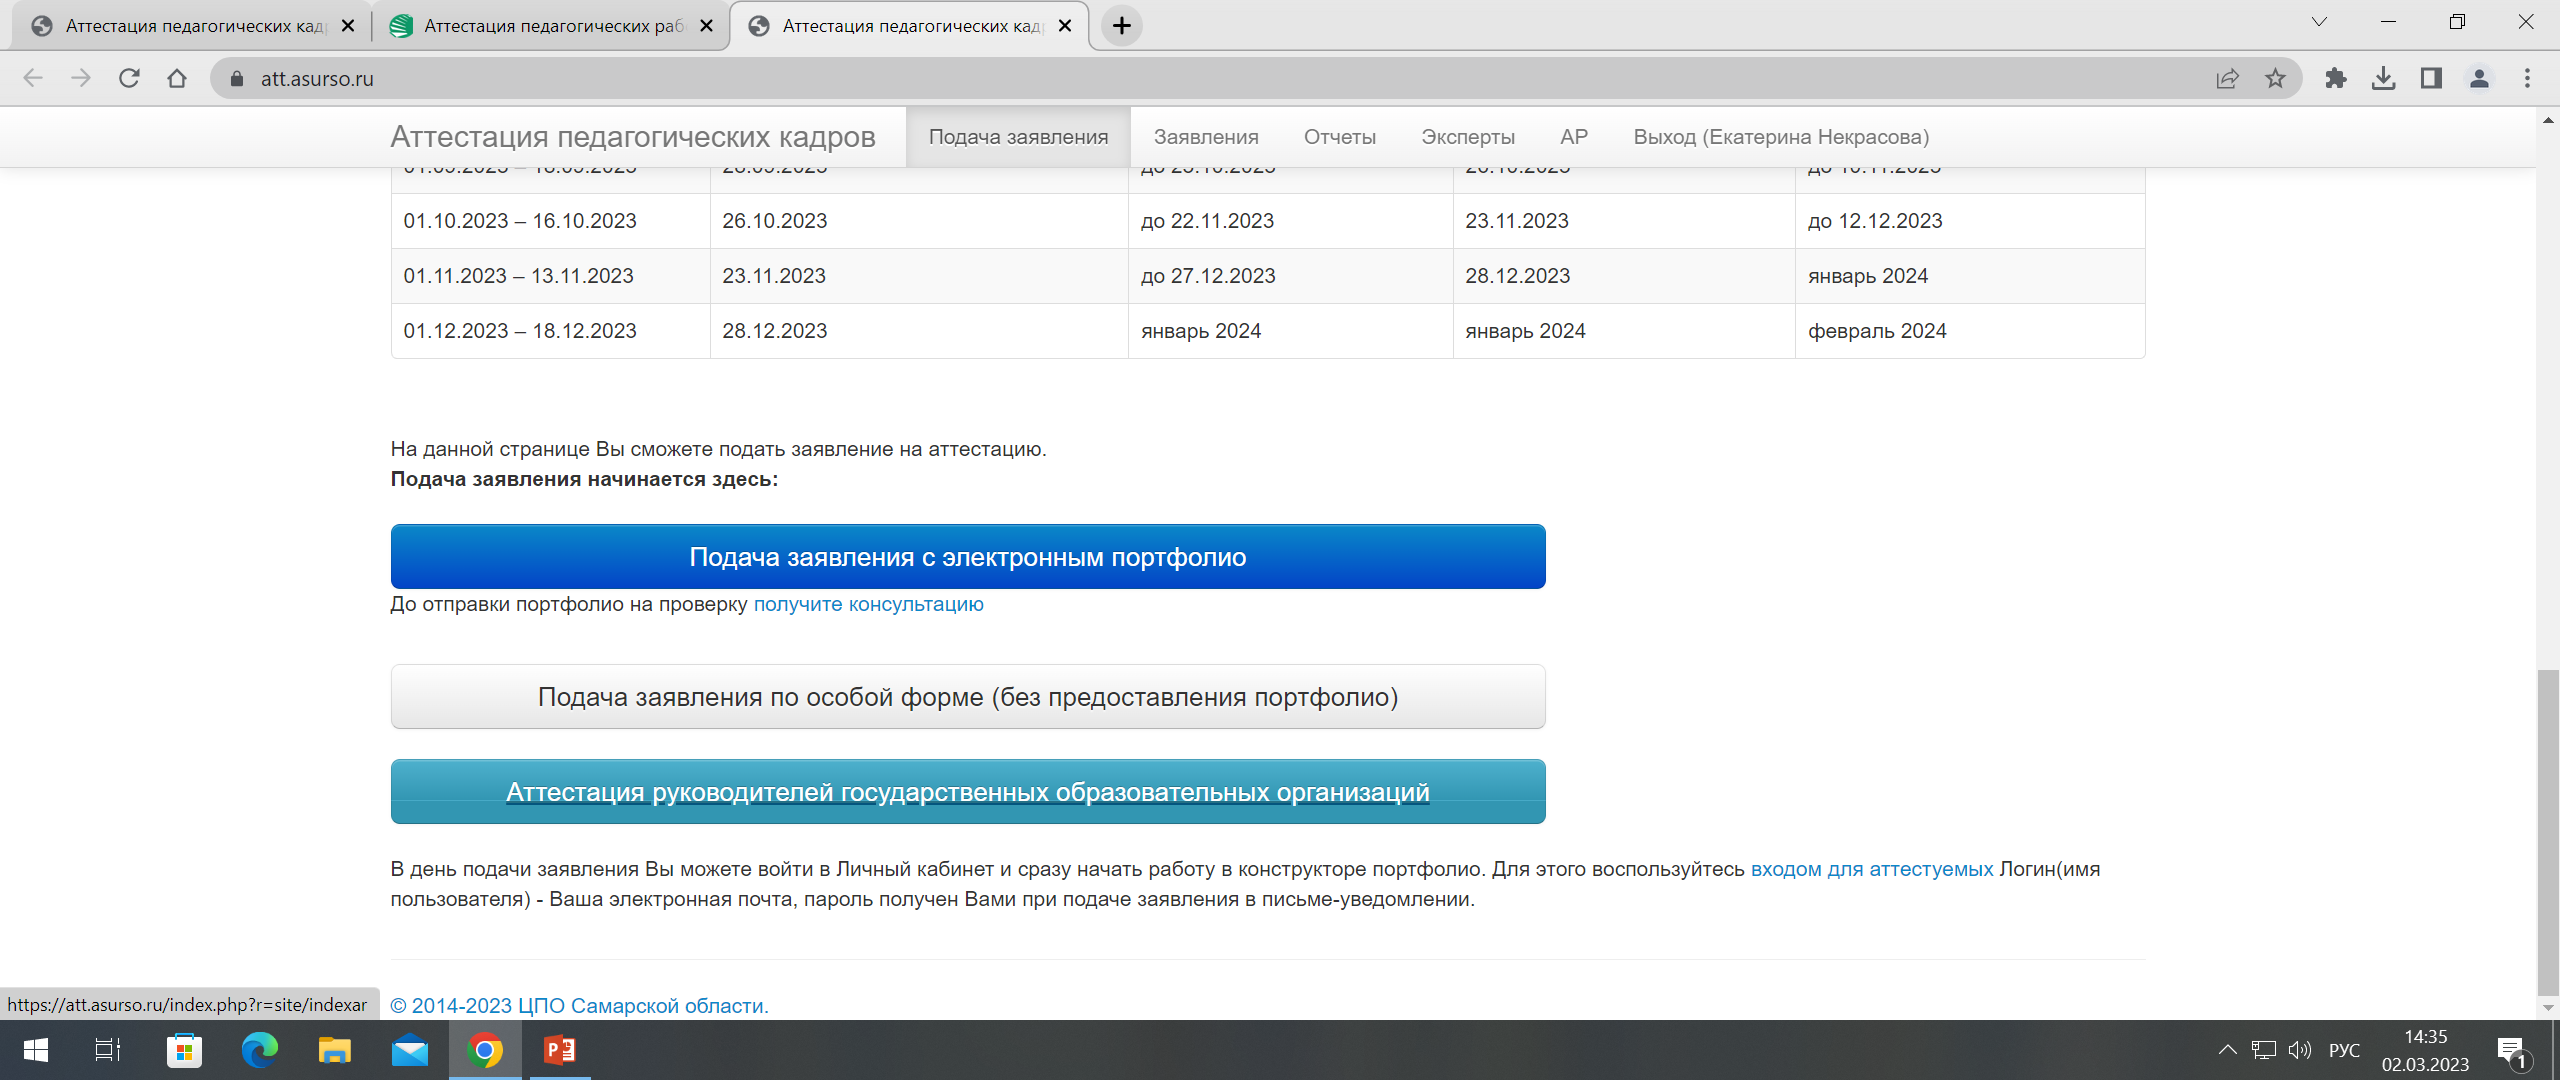 Аттестация педагогических кад
Аттестация педагогических раб
Аттестация педагогических кад
att.asurso.ru
Аттестация педагогических кадров
Подача заявления
Заявления
Отчеты
Эксперты
АР
Выход (Екатерина Некрасова)
01.10.2023 – 16.10.2023 26.10.2023 до 22.11.2023 23.11.2023 до 12.12.2023
01.11.2023 – 13.11.2023 23.11.2023 до 27.12.2023 28.12.2023 январь 2024
01.12.2023 – 18.12.2023 28.12.2023 январь 2024 январь 2024 февраль 2024
На данной странице Вы сможете подать заявление на аттестацию.
Подача заявления начинается здесь:
Подача заявления с электронным портфолио
До отправки портфолио на проверку получите консультацию
Подача заявления по особой форме (без предоставления портфолио)
Аттестация руководителей государственных образовательных организаций
В день подачи заявления Вы можете войти в Личный кабинет и сразу начать работу в конструкторе портфолио. Для этого воспользуйтесь входом для аттестуемых Логин(имя
пользователя) - Ваша электронная почта, пароль получен Вами при подаче заявления в письме-уведомлении.
https://att.asurso.ru/index.php?r=site/indexar
© 2014-2023 ЦПО Самарской области.
РУС
14:35
02.03.2023
1